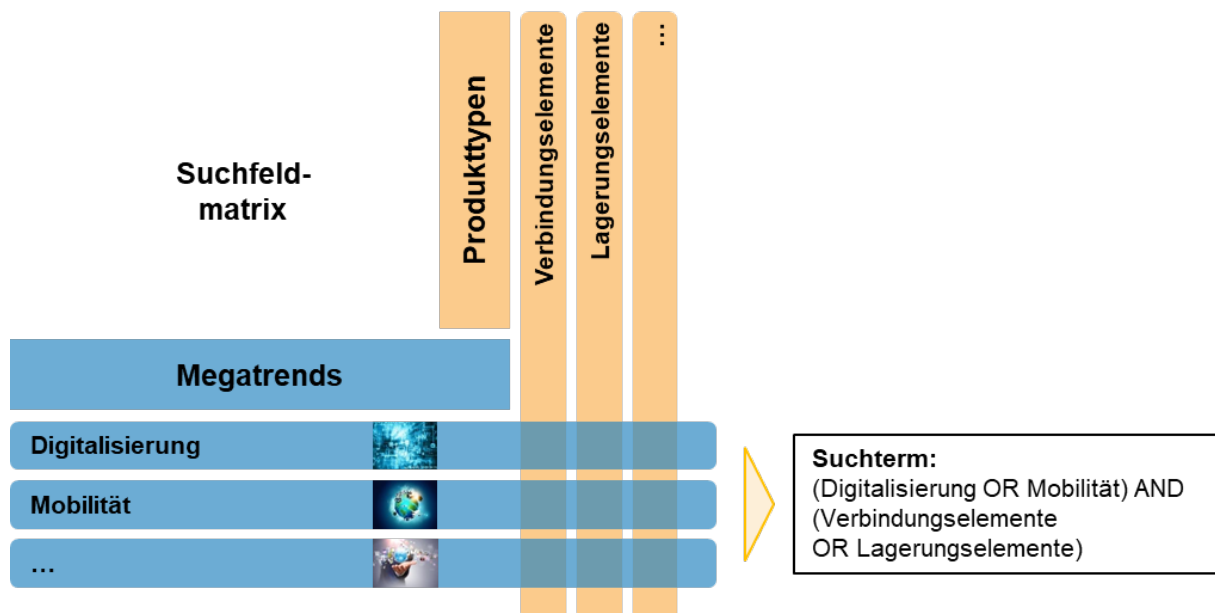 Suchfeld-
matrix
Produkttypen
Verbindungselemente
Lagerungselemente
...
Megatrends
Digitalisierung
Mobilität
...
Suchterm:
(Digitalisierung OR Mobilität) AND
(Verbindungselemente
OR Lagerungselemente)